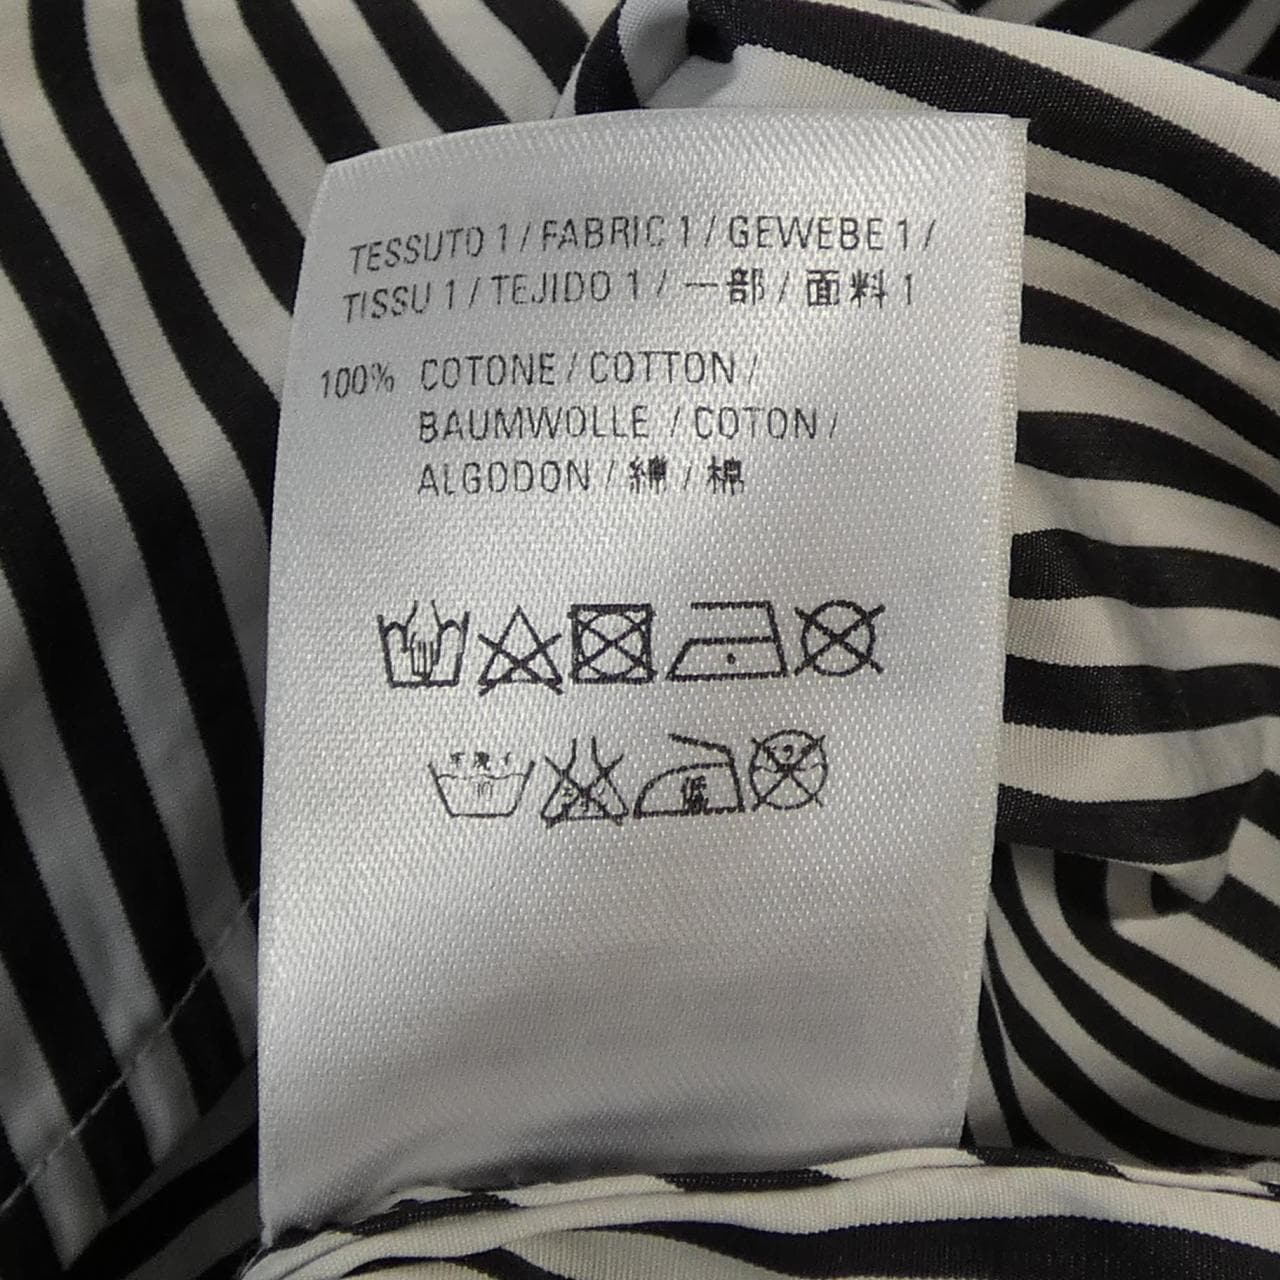 TESSUTO 1 / FABRIC 1 / GEWEBE 1 /
TISSU 1 / TEJIDO 1 / 一部 / 面料 1
100% COTONE / COTTON /
BAUMWOLLE / COTON /
ALGODON / 綿 / 棉
低